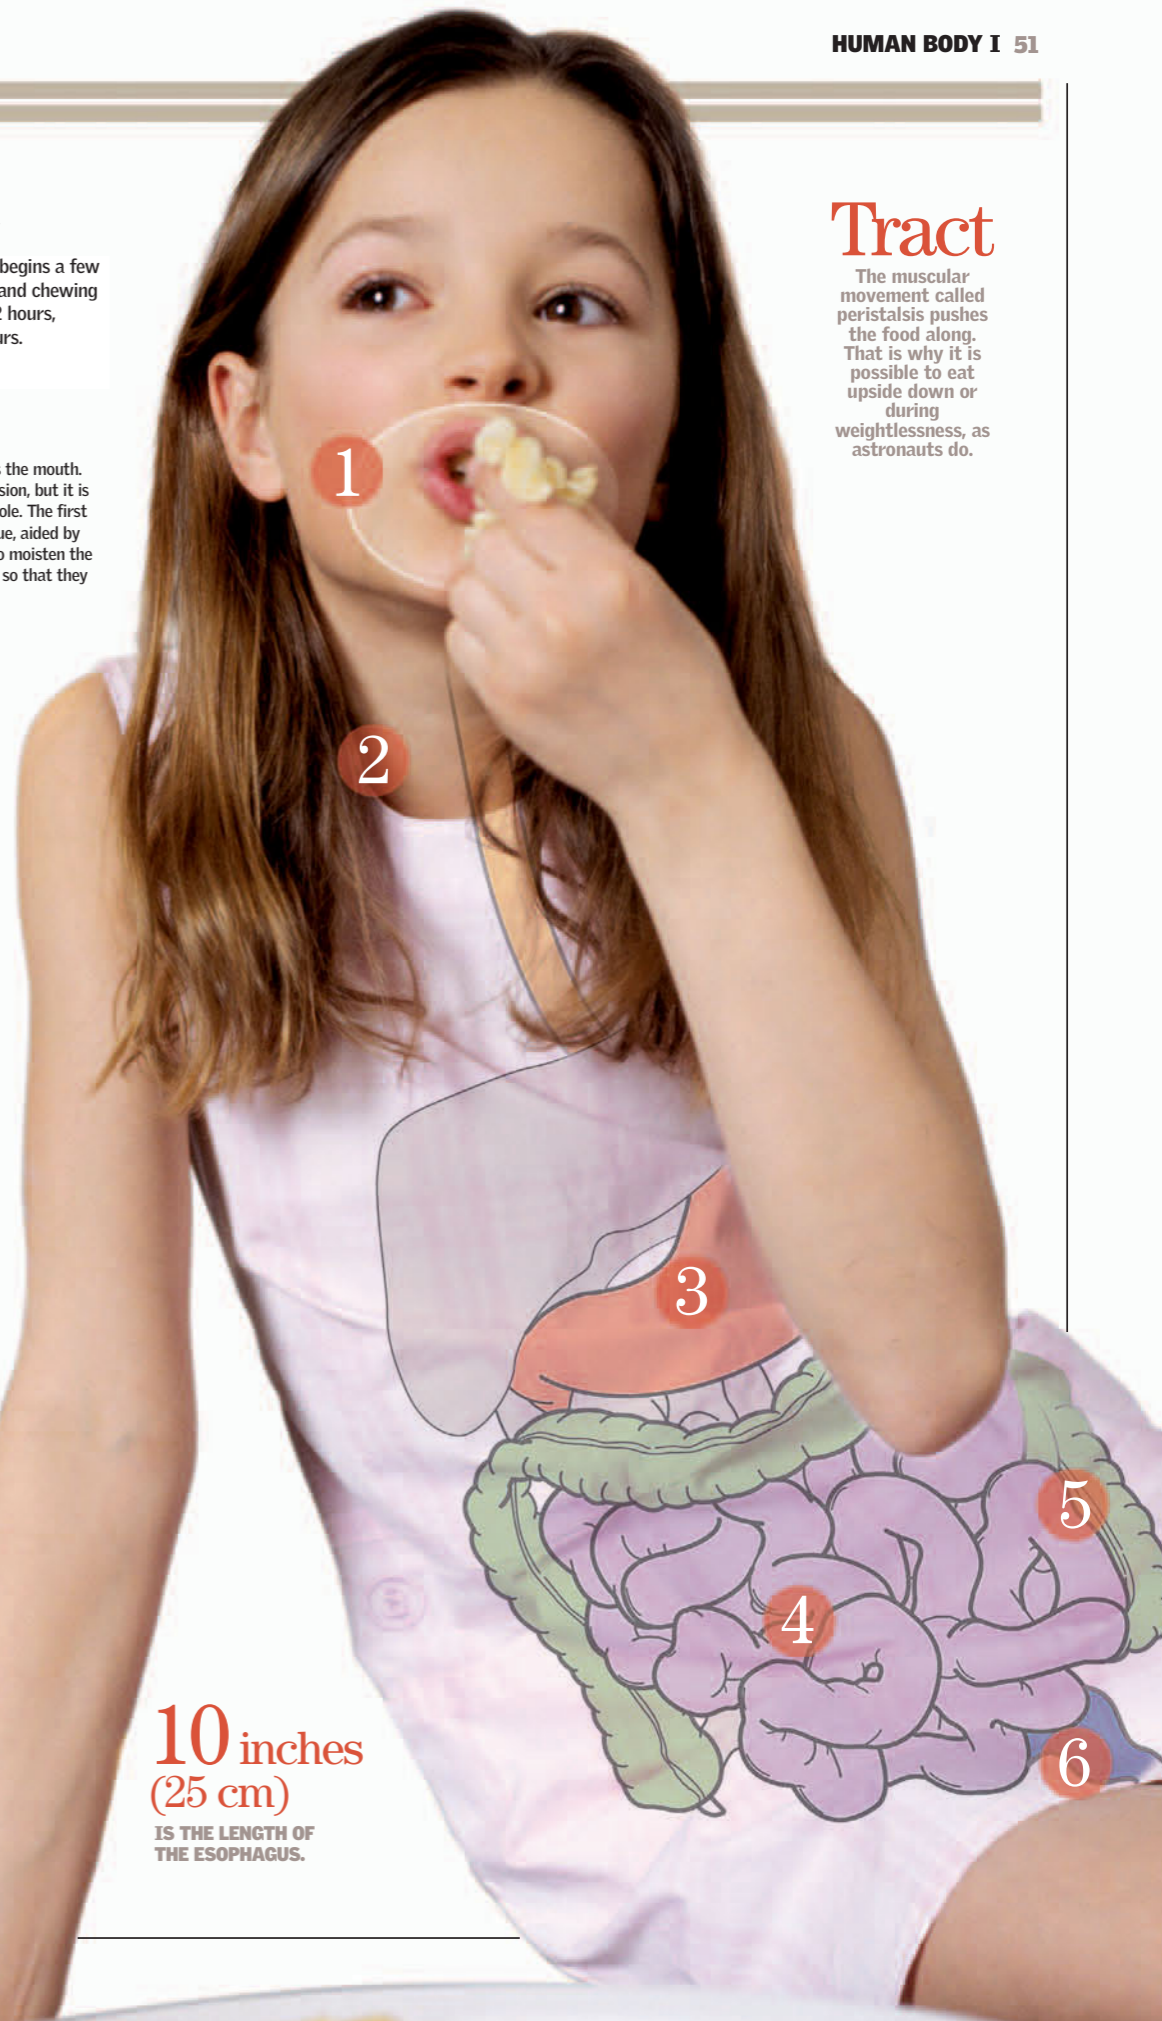 HUMAN BODY I 51
begins a few
and chewing
2 hours,
urs.
s the mouth.
sion, but it is
ole. The first
ue, aided by
o moisten the
so that they
Tract
The muscular
movement called
peristalsis pushes
the food along.
That is why it is
possible to eat
upside down or
during
weightlessness, as
astronauts do.
1
2
3
4
5
6
10 inches
(25 cm)
IS THE LENGTH OF
THE ESOPHAGUS.